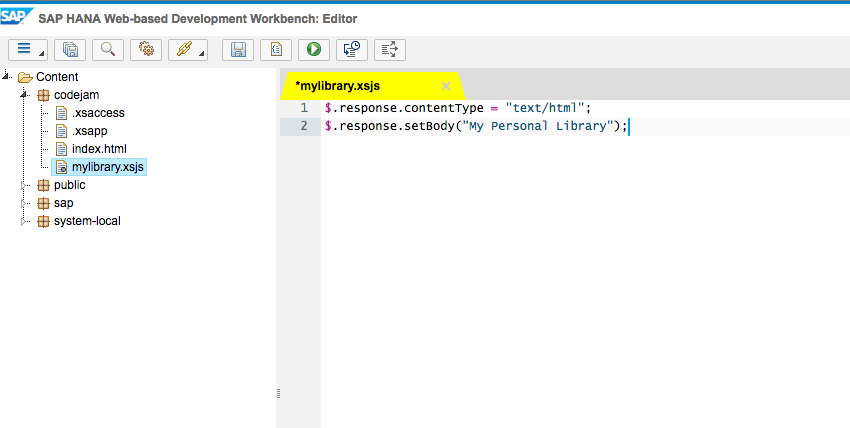 SAP SAP HANA Web-based Development Workbench: Editor
Content
codejam
.xsaccess
.xsapp
index.html
mylibrary.xsjs
public
sap
system-local
*mylibrary.xsjs
1 $.response.contentType = "text/html";
2 $.response.setBody("My Personal Library");